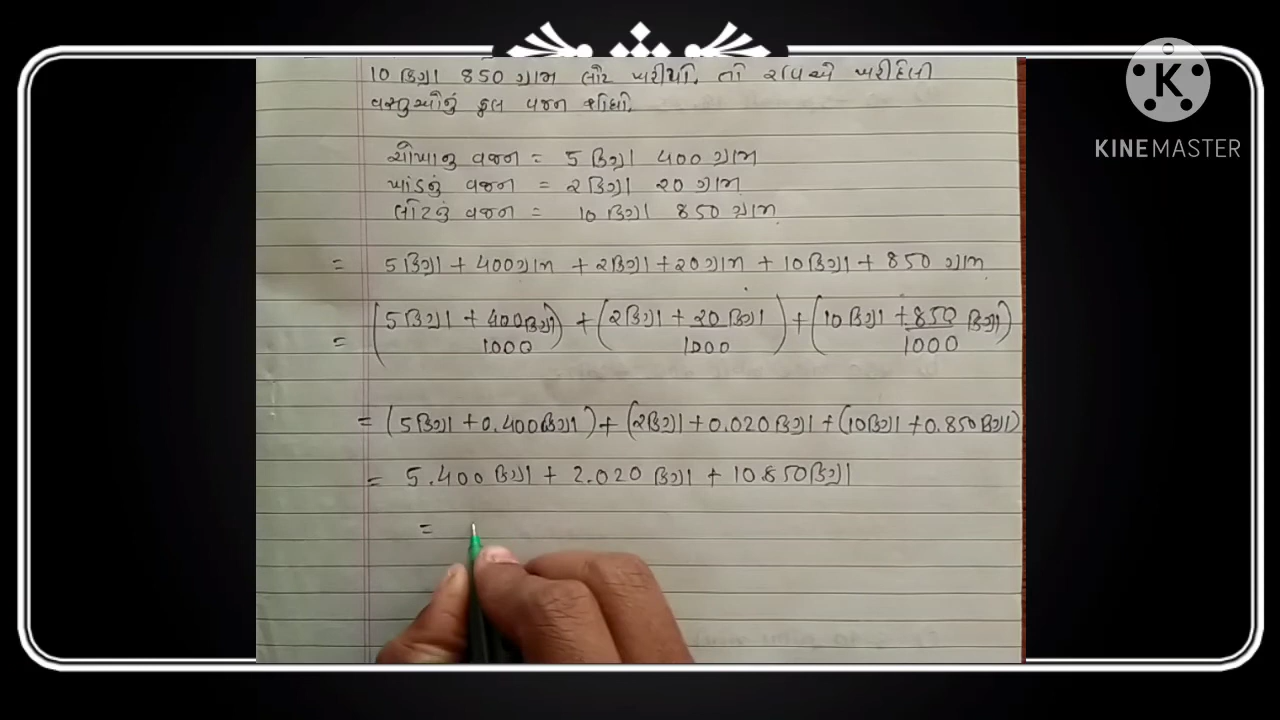 10 કિગ્રા 850 ગ્રામ લોટ ખરીદ્યો. તો રાવએ ખરીદેલી
વસ્તુઓનું કુલ વજન શોધો.
ચોખાનુ વજન = 5 કિગ્રા 400 ગ્રામ
ખાંડનું વજન = 2 કિગ્રા 20 ગ્રામ
લોટનું વજન = 10 કિગ્રા 850 ગ્રામ
= 5 કિગ્રા + 400 ગ્રામ + 2 કિગ્રા + 20 ગ્રામ + 10 કિગ્રા + 850 ગ્રામ
= (5 કિગ્રા + 400/1000 કિગ્રા) + (2 કિગ્રા + 20/1000 કિગ્રા) + (10 કિગ્રા + 850/1000 કિગ્રા)
= (5 કિગ્રા + 0.400 કિગ્રા) + (2 કિગ્રા + 0.020 કિગ્રા + (10 કિગ્રા + 0.850 કિગ્રા)
= 5.400 કિગ્રા + 2.020 કિગ્રા + 10.850 કિગ્રા
=
K
KINEMASTER